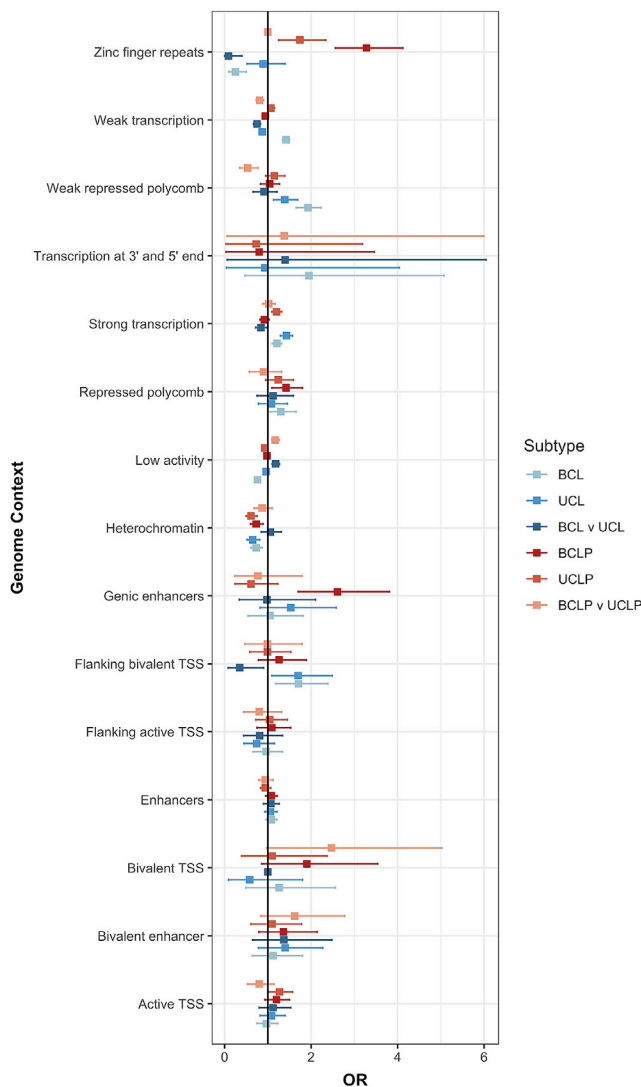 Zinc finger repeats
Weak transcription
Weak repressed polycomb
Transcription at 3' and 5' end
Strong transcription
Repressed polycomb
Low activity
Heterochromatin
Genic enhancers
Flanking bivalent TSS
Flanking active TSS
Enhancers
Bivalent TSS
Bivalent enhancer
Active TSS
Genome Context
0 2 4 6
OR
Subtype
BCL
UCL
BCL v UCL
BCLP
UCLP
BCLP v UCLP